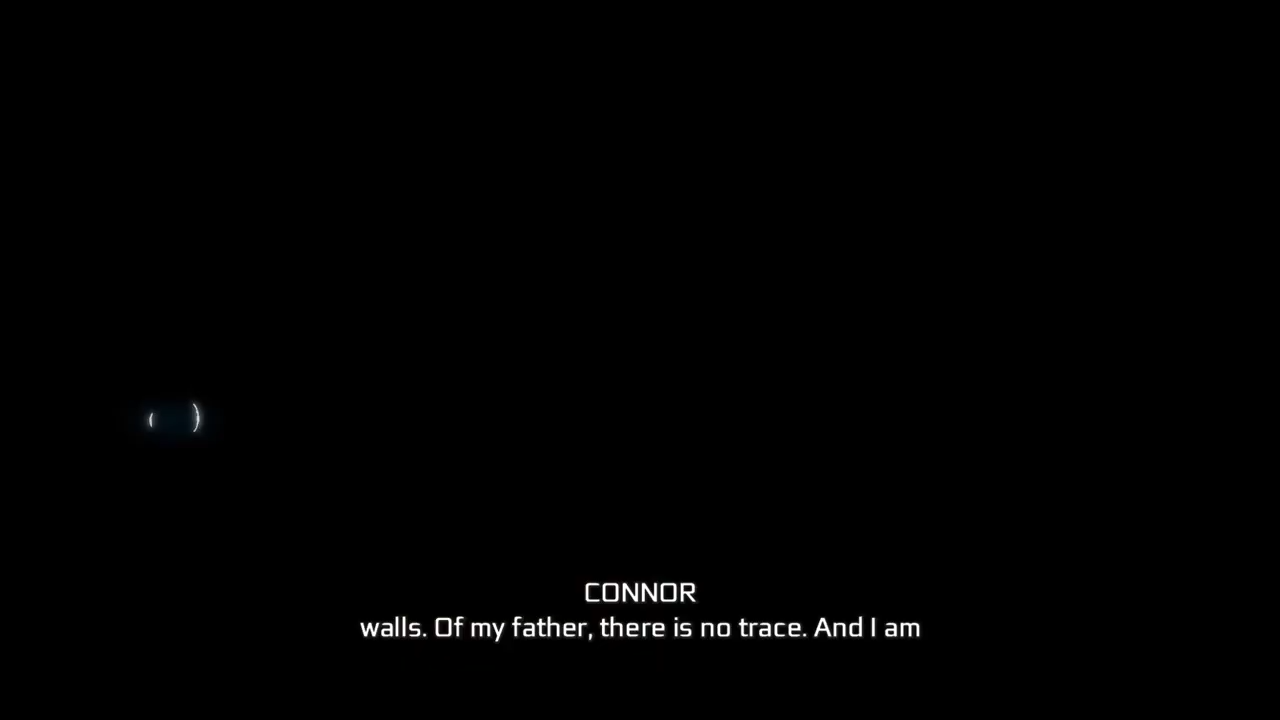 CONNOR
walls. Of my father, there is no trace. And I am